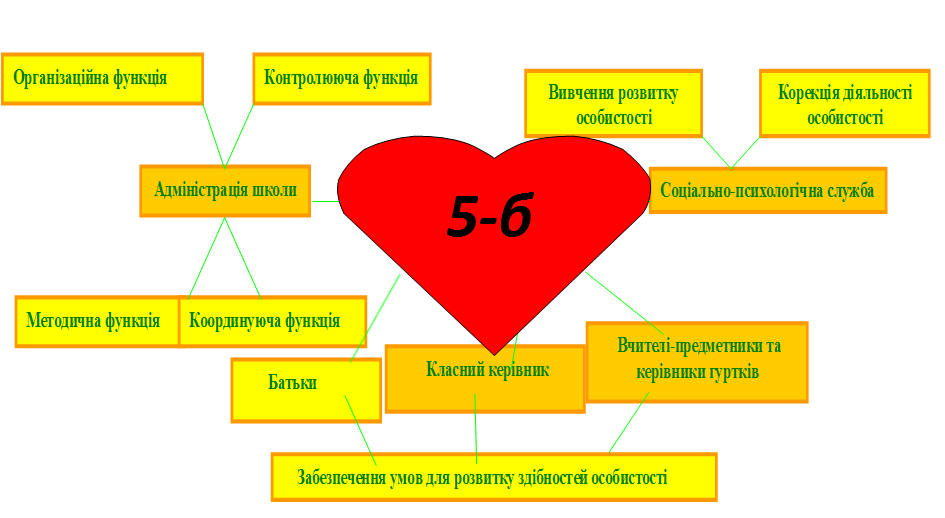 Організаційна функція
Контролююча функція
Вивчення розвитку
особистості
Корекція діяльності
особистості
Адміністрація школи
5-б
Соціально-психологічна служба
Методична функція
Координуюча функція
Батьки
Класний керівник
Вчителі-предметники та
керівники гуртків
Забезпечення умов для розвитку здібностей особистості